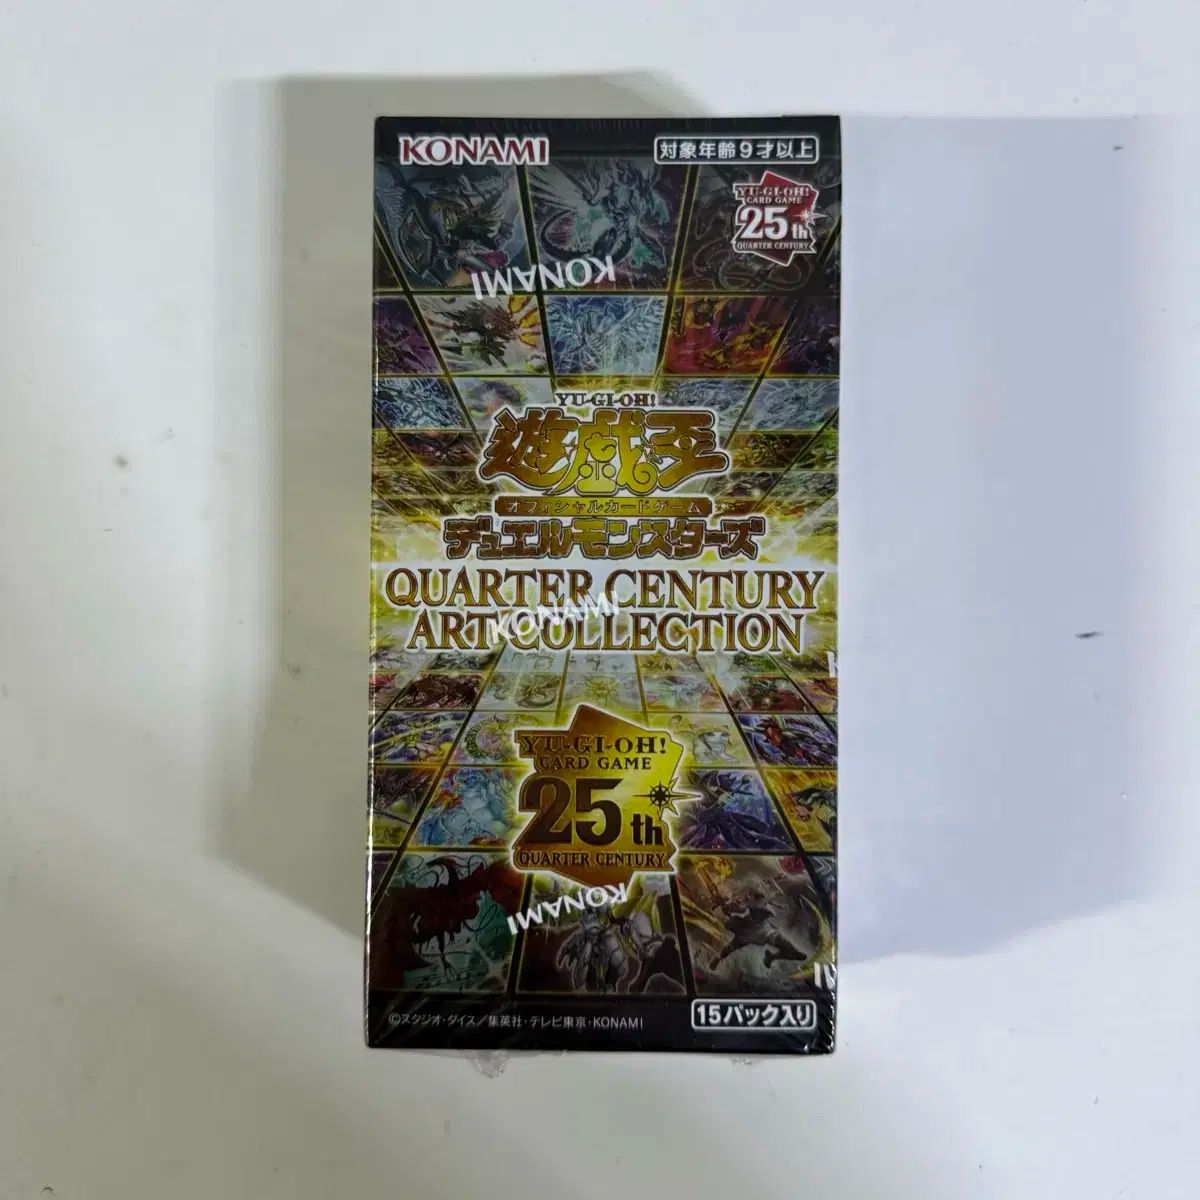 KONAMI
対象年齢9才以上
YU-GI-OH!
CARD GAME
25th
QUARTER CENTURY
KONAMI
YU-GI-OH!
遊戯王
オフィシャルカードゲーム
デュエルモンスターズ
QUARTER CENTURY
ART COLLECTION
KONAMI
YU-GI-OH!
CARD GAME
25th
QUARTER CENTURY
KONAMI
©スタジオ・ダイス/集英社・テレビ東京・KONAMI
15パック入り